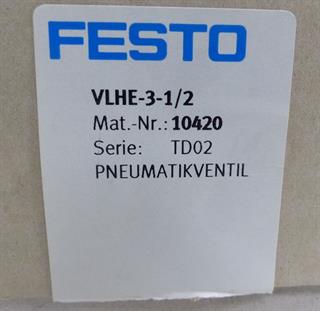 FESTO
VLHE-3-1/2
Mat.-Nr.: 10420
Serie: TD02
PNEUMATIKVENTIL